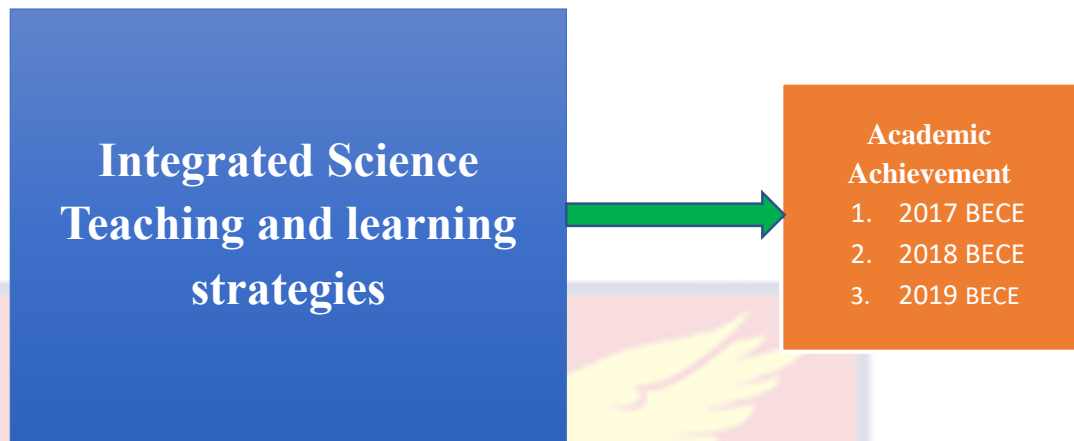 Integrated Science
Teaching and learning
strategies
Academic
Achievement
1. 2017 BECE
2. 2018 BECE
3. 2019 BECE